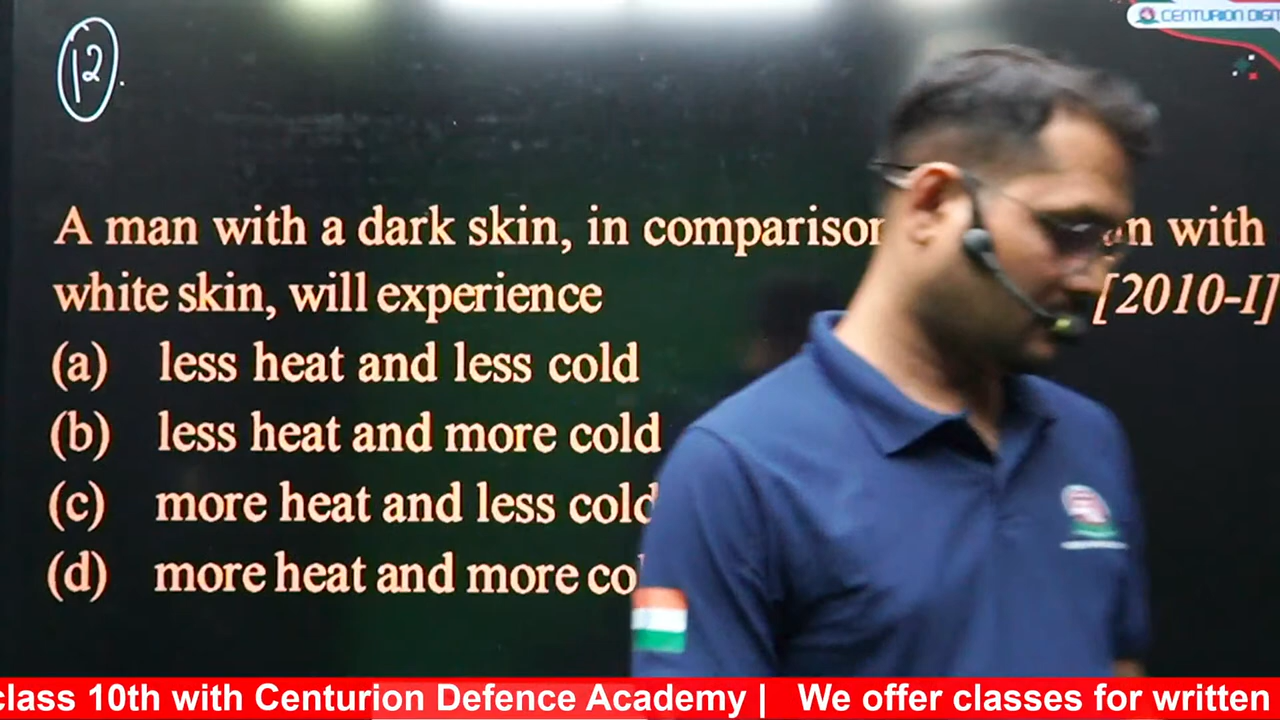 12
CENTURION DIGIT
A man with a dark skin, in comparison with
white skin, will experience [2010-I]
(a) less heat and less cold
(b) less heat and more cold
(c) more heat and less cold
(d) more heat and more
class 10th with Centurion Defence Academy | We offer classes for written